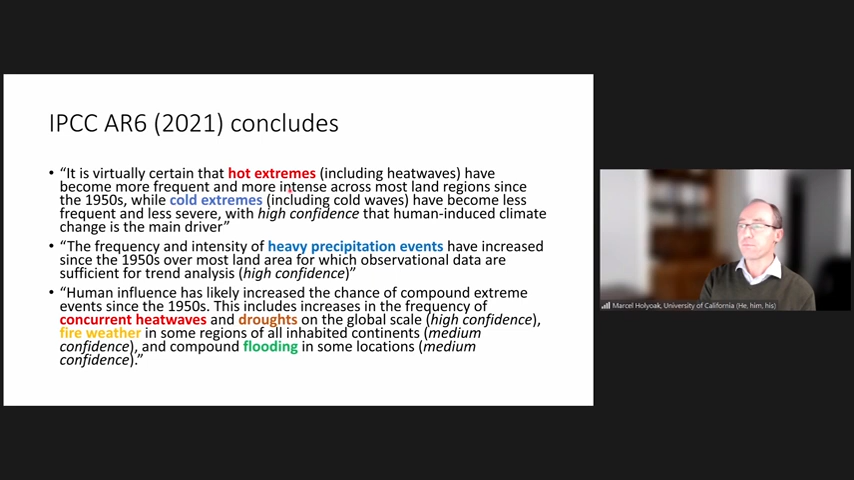 IPCC AR6 (2021) concludes
• “It is virtually certain that hot extremes (including heatwaves) have
become more frequent and more intense across most land regions since
the 1950s, while cold extremes (including cold waves) have become less
frequent and less severe, with high confidence that human-induced climate
change is the main driver”
• “The frequency and intensity of heavy precipitation events have increased
since the 1950s over most land area for which observational data are
sufficient for trend analysis (high confidence)”
• “Human influence has likely increased the chance of compound extreme
events since the 1950s. This includes increases in the frequency of
concurrent heatwaves and droughts on the global scale (high confidence),
fire weather in some regions of all inhabited continents (medium
confidence), and compound flooding in some locations (medium
confidence).”
Marcel Holyoak, University of California (He, him, his)